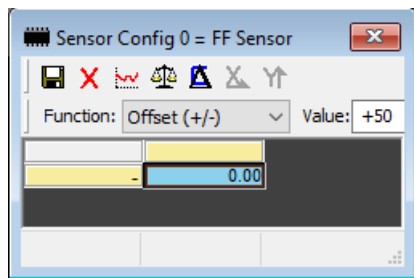 Sensor Config 0 = FF Sensor
Function: Offset (+/-) Value: +50
- 0.00